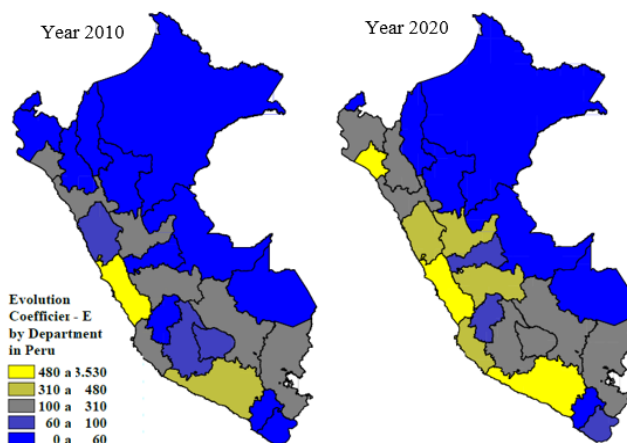 Year 2010
Year 2020
Evolution
Coefficier - E
by Department
in Peru
480 a 3.530
310 a 480
100 a 310
60 a 100
0 a 60